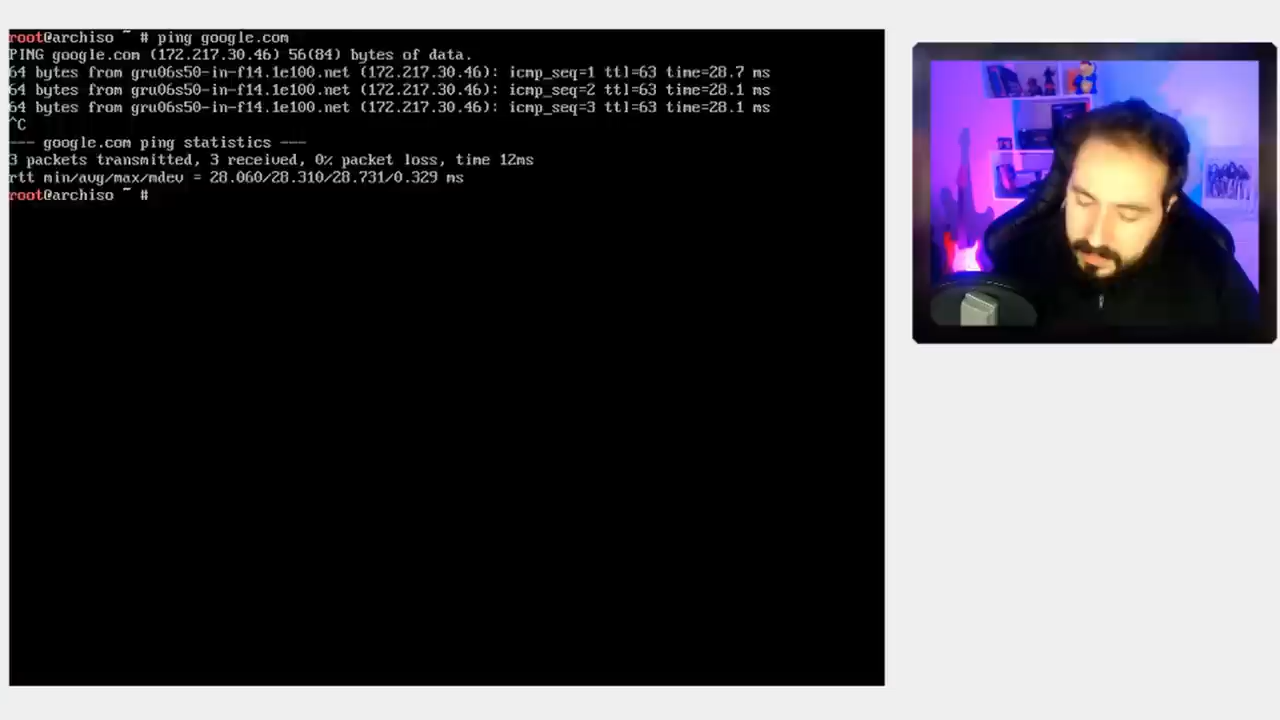 root@archiso ~ # ping google.com
PING google.com (172.217.30.46) 56(84) bytes of data.
64 bytes from gru06s50-in-f14.1e100.net (172.217.30.46): icmp_seq=1 ttl=63 time=28.7 ms
64 bytes from gru06s50-in-f14.1e100.net (172.217.30.46): icmp_seq=2 ttl=63 time=28.1 ms
64 bytes from gru06s50-in-f14.1e100.net (172.217.30.46): icmp_seq=3 ttl=63 time=28.1 ms
^C
--- google.com ping statistics ---
3 packets transmitted, 3 received, 0% packet loss, time 12ms
rtt min/avg/max/mdev = 28.060/28.310/28.731/0.329 ms
root@archiso ~ #